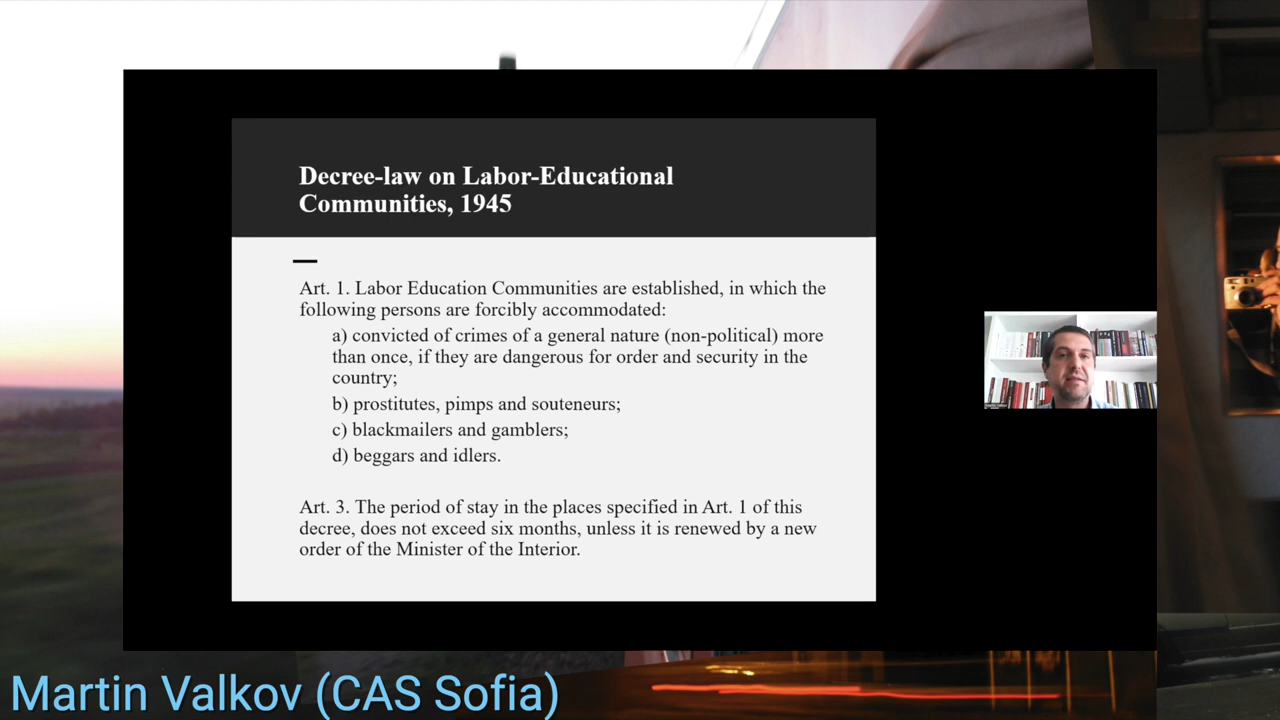 Decree-law on Labor-Educational
Communities, 1945
Art. 1. Labor Education Communities are established, in which the
following persons are forcibly accommodated:
a) convicted of crimes of a general nature (non-political) more
than once, if they are dangerous for order and security in the
country;
b) prostitutes, pimps and souteneurs;
c) blackmailers and gamblers;
d) beggars and idlers.
Art. 3. The period of stay in the places specified in Art. 1 of this
decree, does not exceed six months, unless it is renewed by a new
order of the Minister of the Interior.
Martin Valkov (CAS Sofia)